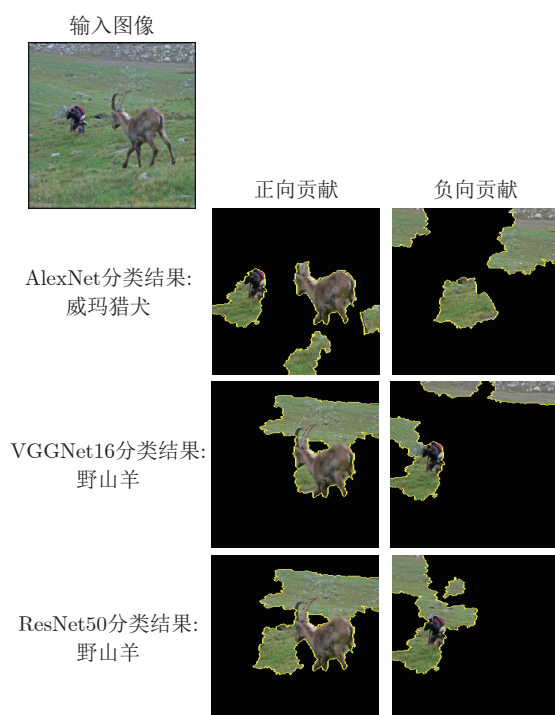 输入图像
正向贡献
负向贡献
AlexNet分类结果:
威玛猎犬
VGGNet16分类结果:
野山羊
ResNet50分类结果:
野山羊